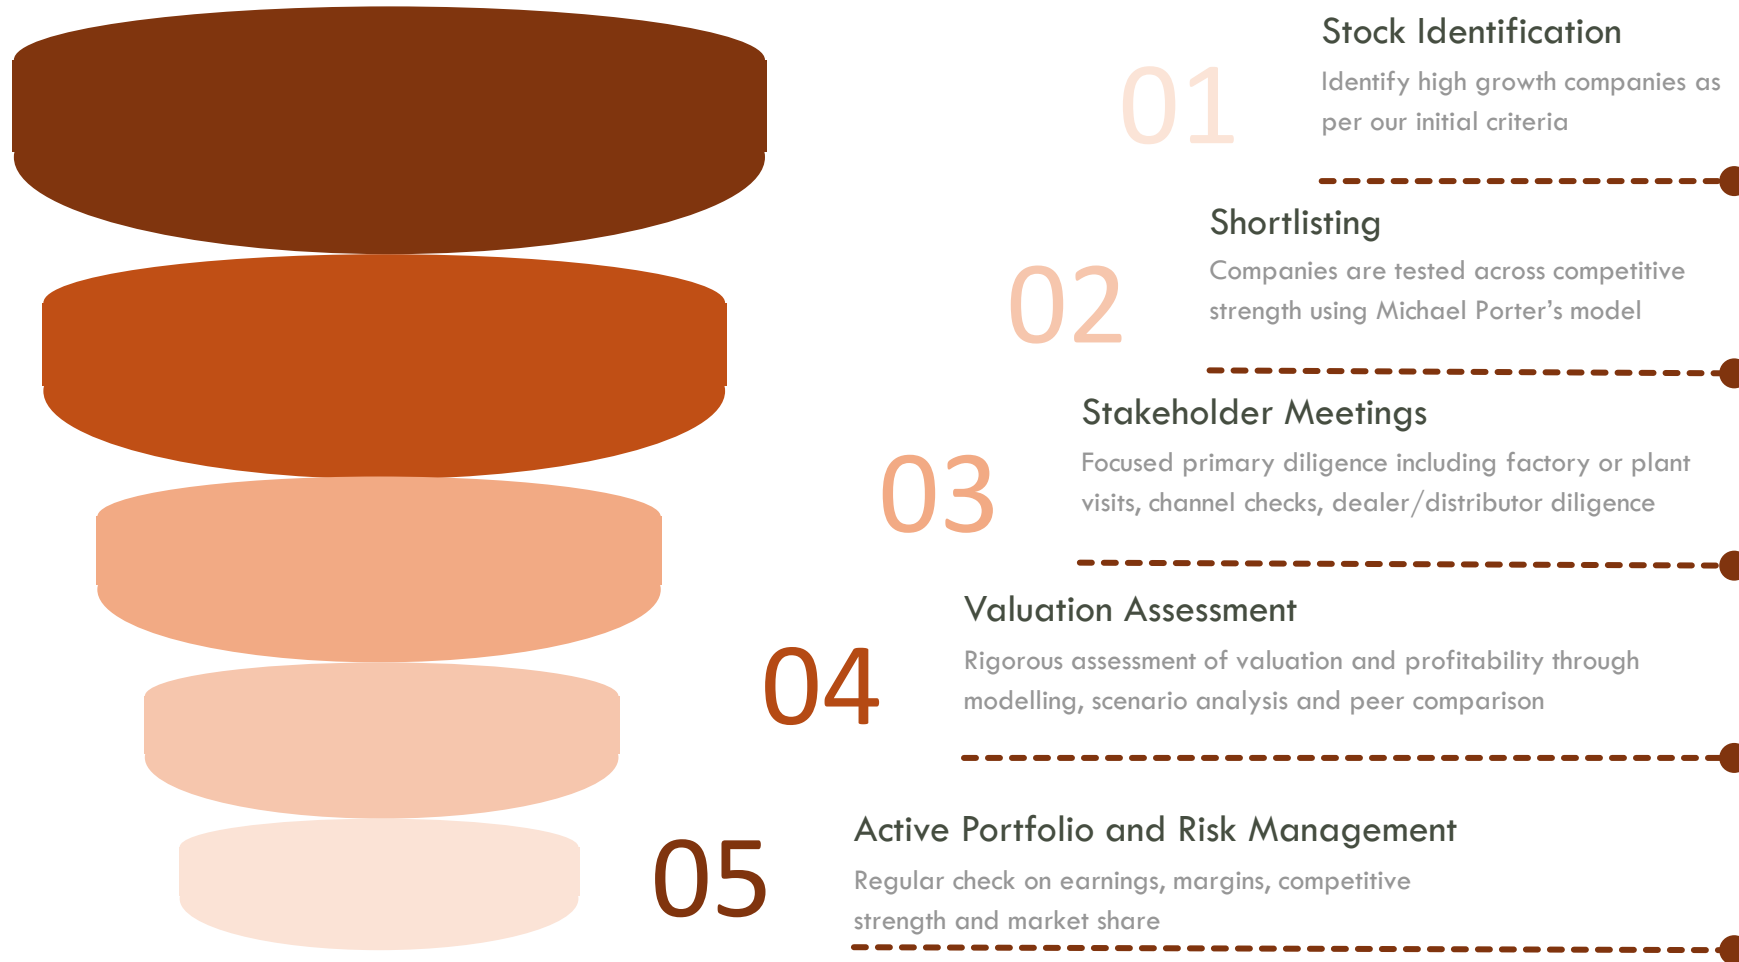 Stock Identification
01
Identify high growth companies as
per our initial criteria
Shortlisting
02
Companies are tested across competitive
strength using Michael Porter’s model
Stakeholder Meetings
03
Focused primary diligence including factory or plant
visits, channel checks, dealer/distributor diligence
Valuation Assessment
04
Rigorous assessment of valuation and profitability through
modelling, scenario analysis and peer comparison
Active Portfolio and Risk Management
05
Regular check on earnings, margins, competitive
strength and market share